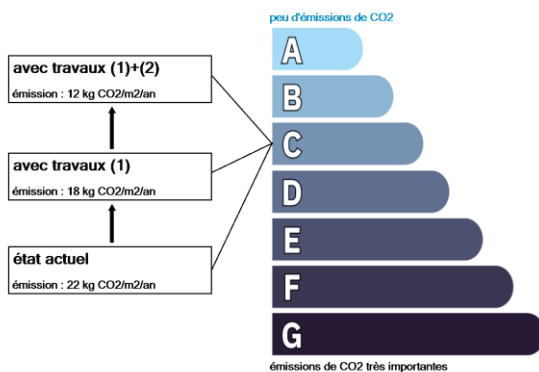 peu d'émissions de CO2
avec travaux (1)+(2)
émission : 12 kg CO2/m2/an
avec travaux (1)
émission : 18 kg CO2/m2/an
état actuel
émission : 22 kg CO2/m2/an
A
B
C
D
E
F
G
émissions de CO2 très importantes